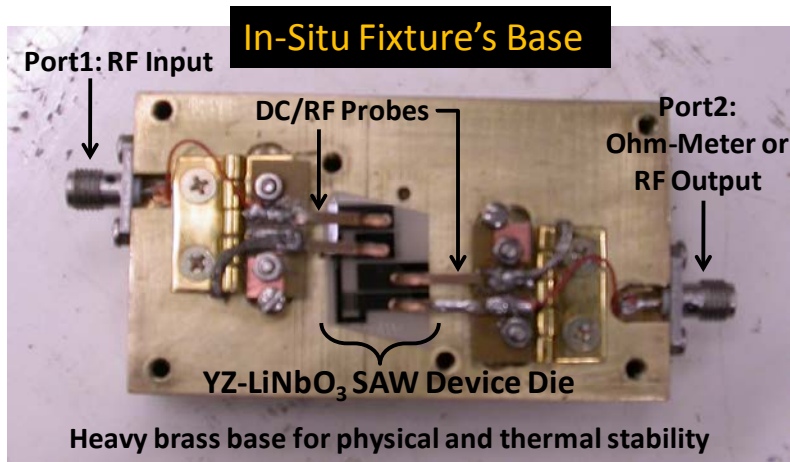 In-Situ Fixture's Base
Port1: RF Input
DC/RF Probes
Port2:
Ohm-Meter or
RF Output
YZ-LiNbO₃ SAW Device Die
Heavy brass base for physical and thermal stability